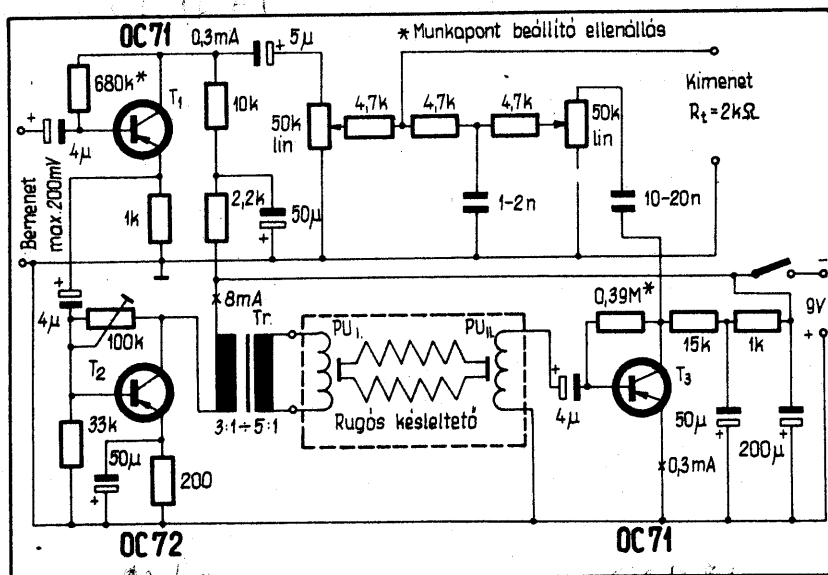 OC71
0,3mA
5µ
+
* Munkapont beállító ellenállás
680k*
T₁
10k
50k
lin
4,7k
4,7k
4,7k
50k
lin
Kimenet
Rₜ=2kΩ
+
4µ
Bemenet
max.200mV
1k
2,2k
50µ
+
1-2n
10-20n
8mA
+
4µ
100k
Tr.
PU I.
PU II.
0,39M*
-
9V
+
T₂
15k
1k
T₃
33k
50µ
+
200
3:1÷5:1
Rugós késleltető
+
4µ
50µ
+
200µ
+
0,3mA
OC72
OC71